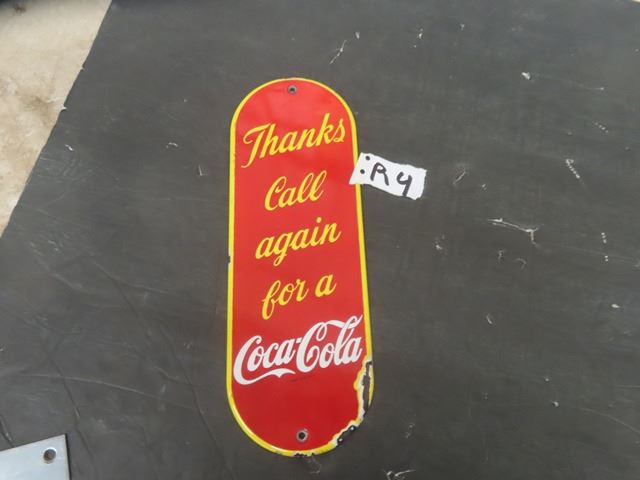 Thanks
Call
again
for a
Coca-Cola
R4